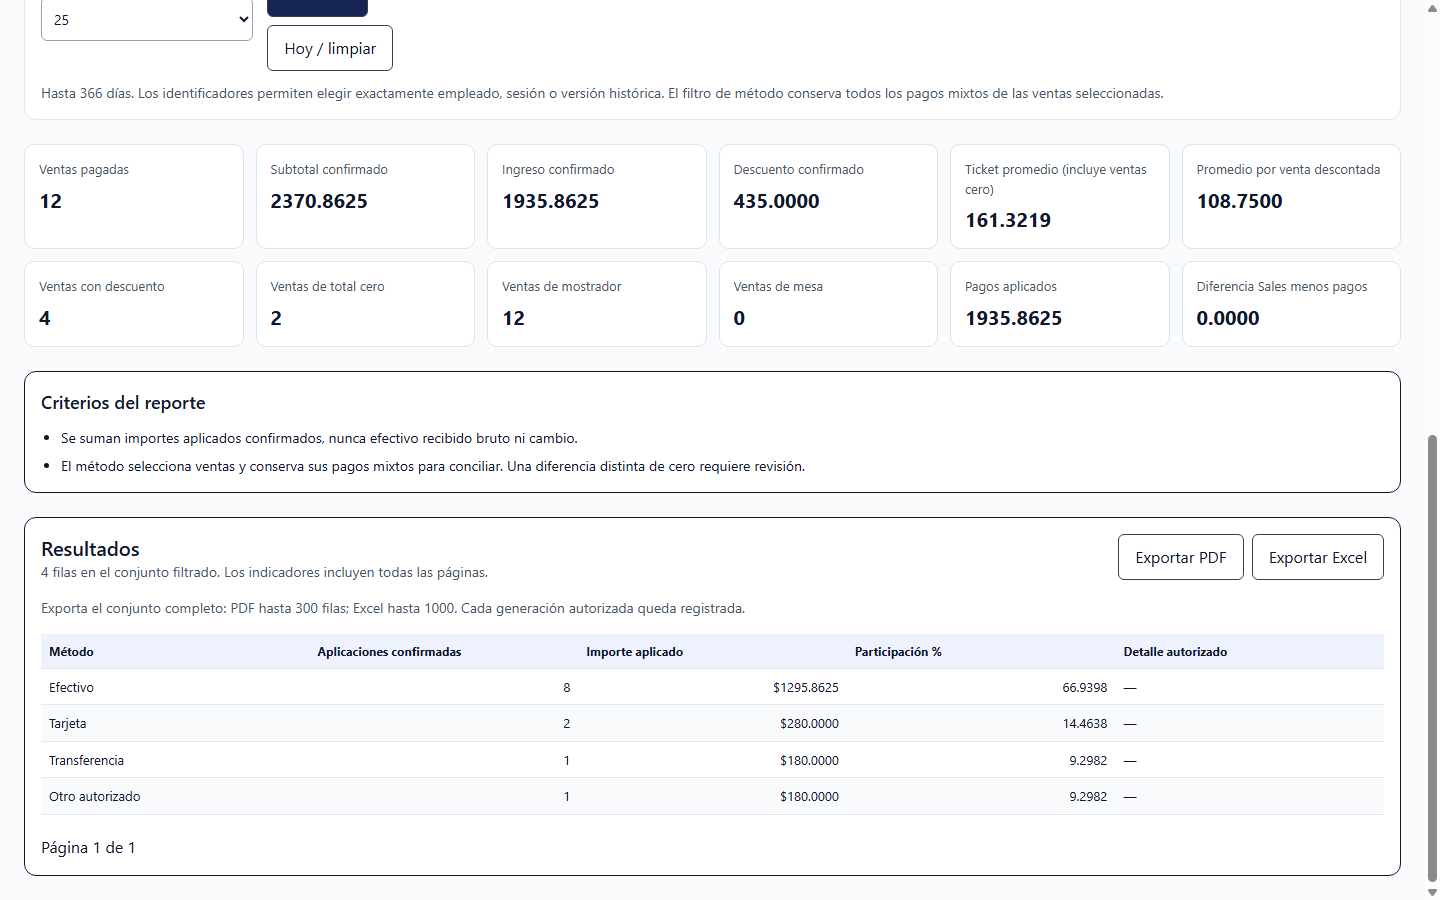 25
Hoy / limpiar
Hasta 366 días. Los identificadores permiten elegir exactamente empleado, sesión o versión histórica. El filtro de método conserva todos los pagos mixtos de las ventas seleccionadas.
Ventas pagadas
12
Subtotal confirmado
2370.8625
Ingreso confirmado
1935.8625
Descuento confirmado
435.0000
Ticket promedio (incluye ventas
cero)
161.3219
Promedio por venta descontada
108.7500
Ventas con descuento
4
Ventas de total cero
2
Ventas de mostrador
12
Ventas de mesa
0
Pagos aplicados
1935.8625
Diferencia Sales menos pagos
0.0000
Criterios del reporte
• Se suman importes aplicados confirmados, nunca efectivo recibido bruto ni cambio.
• El método selecciona ventas y conserva sus pagos mixtos para conciliar. Una diferencia distinta de cero requiere revisión.
Resultados
4 filas en el conjunto filtrado. Los indicadores incluyen todas las páginas.
Exportar PDF
Exportar Excel
Exporta el conjunto completo: PDF hasta 300 filas; Excel hasta 1000. Cada generación autorizada queda registrada.
Método Aplicaciones confirmadas Importe aplicado Participación % Detalle autorizado
Efectivo 8 $1295.8625 66.9398 —
Tarjeta 2 $280.0000 14.4638 —
Transferencia 1 $180.0000 9.2982 —
Otro autorizado 1 $180.0000 9.2982 —
Página 1 de 1